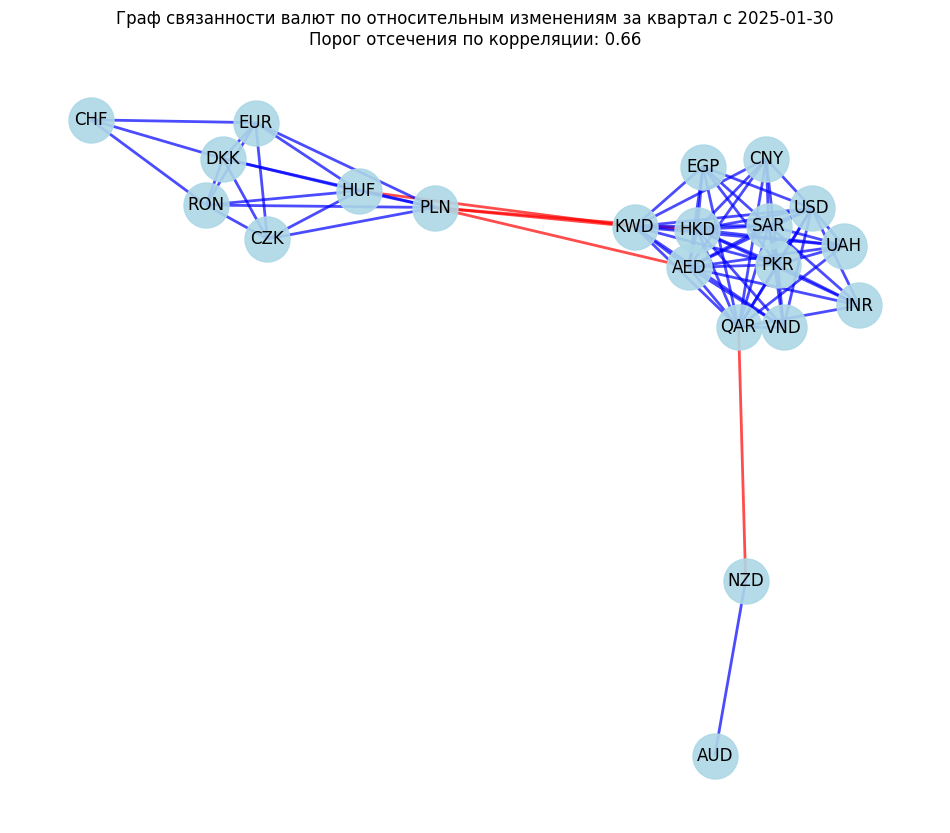 Граф связанности валют по относительным изменениям за квартал с 2025-01-30
Порог отсечения по корреляции: 0.66
CHF
EUR
DKK
HUF
RON
PLN
CZK
EGP
CNY
USD
KWD
HKD
SAR
UAH
AED
PKR
INR
QAR
VND
NZD
AUD